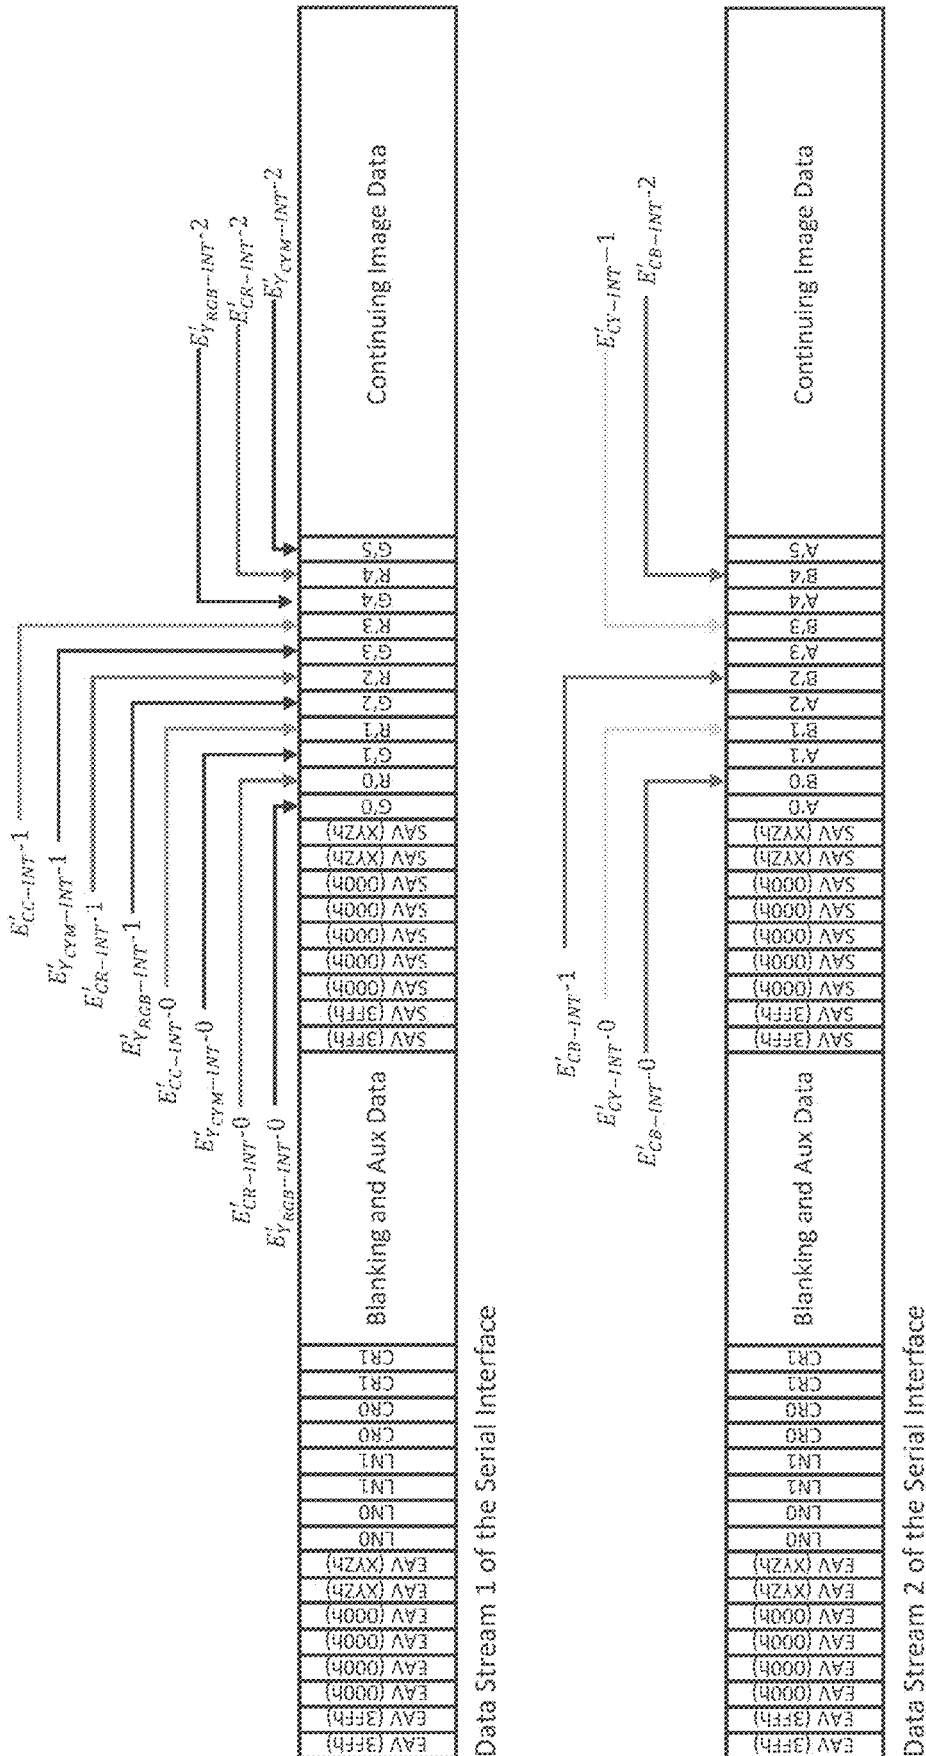 E'CC−INT-1
E'YCYM−INT-1
E'CR−INT-1
E'YRGB−INT-1
E'CC−INT-0
E'YCYM−INT-0
E'CR−INT-0
E'YRGB−INT-0
E'YRGB−INT-2
E'CR−INT-2
E'YCYM−INT-2
EAV (3FFh)
EAV (3FFh)
EAV (000h)
EAV (000h)
EAV (000h)
EAV (000h)
EAV (XYZh)
EAV (XYZh)
LN0
LN0
LN1
LN1
CR0
CR0
CR1
CR1
Blanking and Aux Data
SAV (3FFh)
SAV (3FFh)
SAV (000h)
SAV (000h)
SAV (000h)
SAV (000h)
SAV (000h)
SAV (XYZh)
SAV (XYZh)
G'0
R'0
G'1
R'1
G'2
R'2
G'3
R'3
G'4
R'4
G'5
Continuing Image Data
Data Stream 1 of the Serial Interface
E'CB−INT-1
E'CY−INT-0
E'CB−INT-0
E'CY−INT−1
E'CB−INT-2
EAV (3FFh)
EAV (3FFh)
EAV (000h)
EAV (000h)
EAV (000h)
EAV (000h)
EAV (XYZh)
EAV (XYZh)
LN0
LN0
LN1
LN1
CR0
CR0
CR1
CR1
Blanking and Aux Data
SAV (3FFh)
SAV (3FFh)
SAV (000h)
SAV (000h)
SAV (000h)
SAV (000h)
SAV (000h)
SAV (XYZh)
SAV (XYZh)
A'0
B'0
A'1
B'1
A'2
B'2
A'3
B'3
A'4
B'4
A'5
Continuing Image Data
Data Stream 2 of the Serial Interface